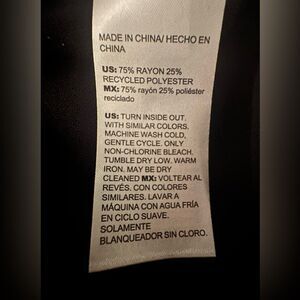 MADE IN CHINA/ HECHO EN
CHINA
US: 75% RAYON 25%
RECYCLED POLYESTER
MX: 75% rayón 25% poliéster
reciclado
US: TURN INSIDE OUT,
WITH SIMILAR COLORS,
MACHINE WASH COLD,
GENTLE CYCLE, ONLY
NON-CHLORINE BLEACH.
TUMBLE DRY LOW. WARM
IRON. MAY BE DRY
CLEANED MX: VOLTEAR AL
REVÉS, CON COLORES
SIMILARES. LAVAR A
MÁQUINA CON AGUA FRÍA
EN CICLO SUAVE.
SOLAMENTE
BLANQUEADOR SIN CLORO.